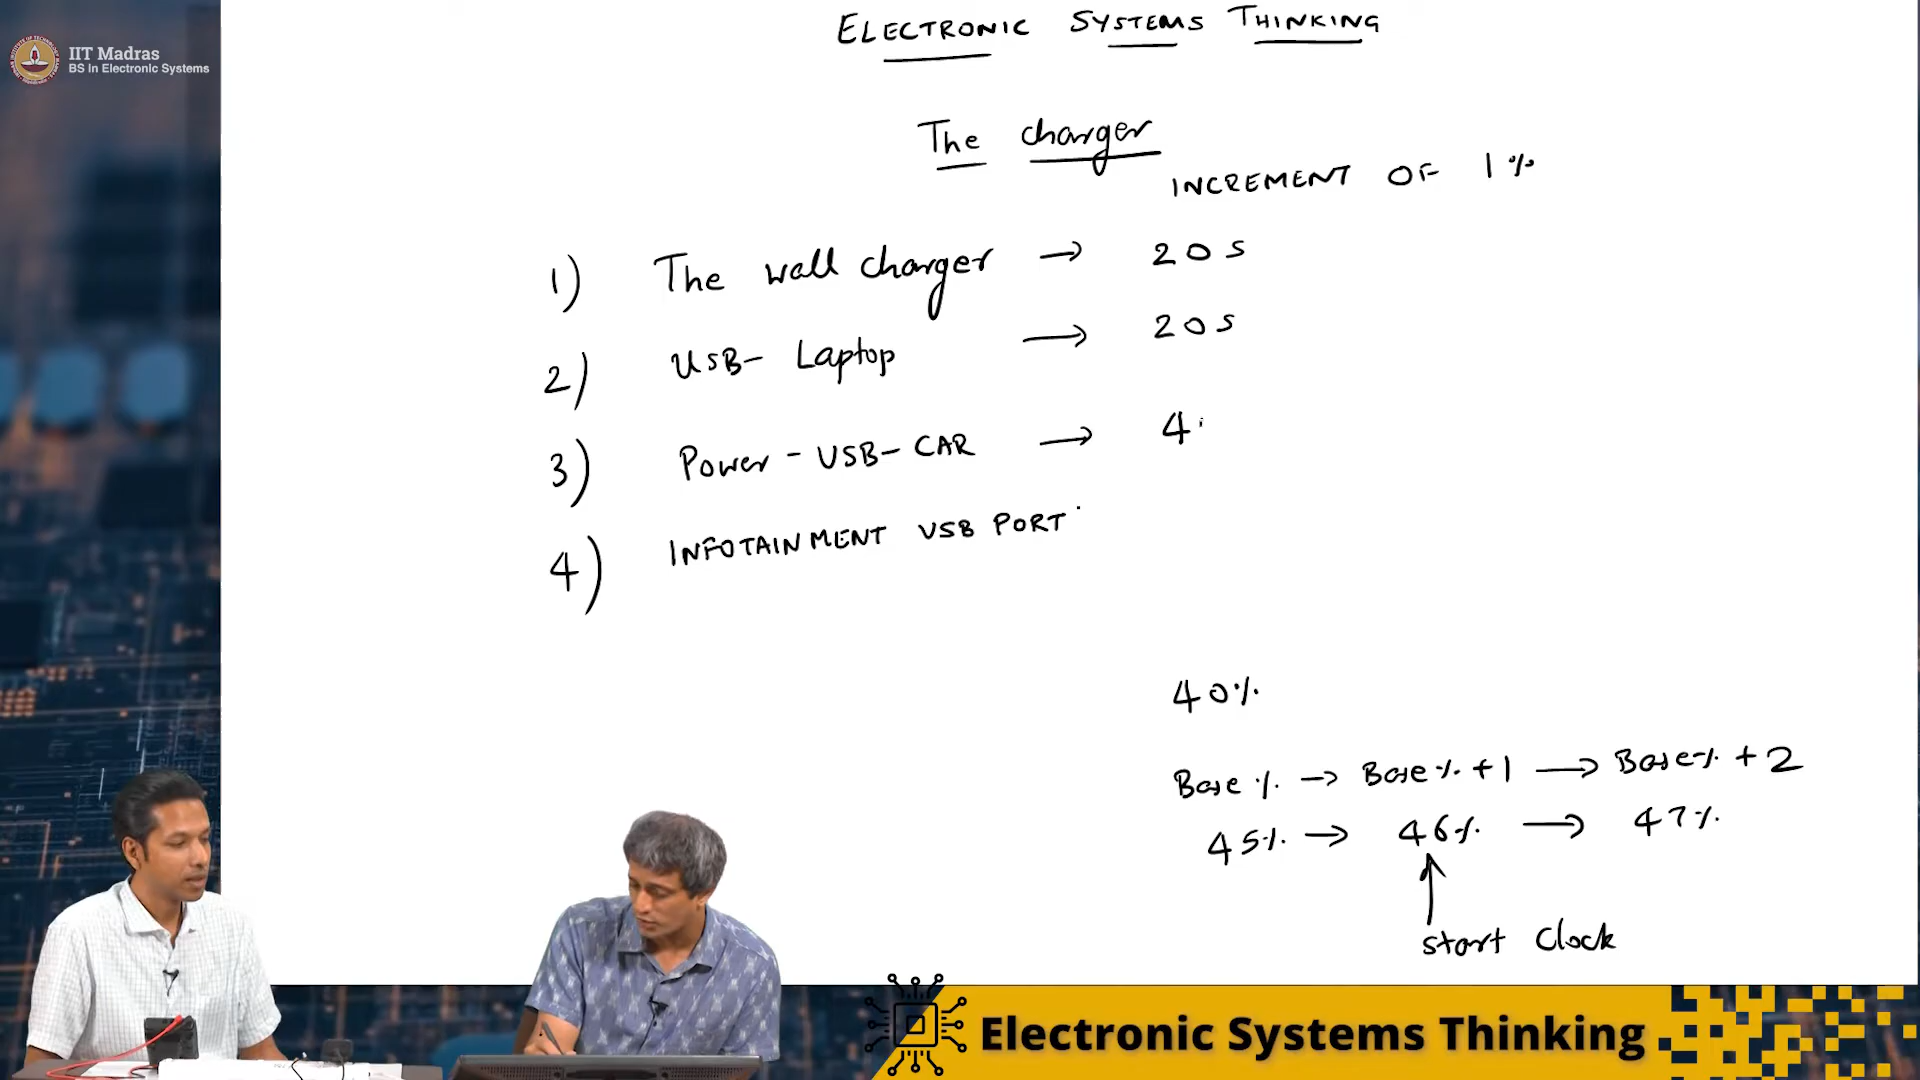 IIT Madras
BS In Electronic Systems
ELECTRONIC SYSTEMS THINKING
The charger
INCREMENT OF 1%
1) The wall charger → 20s
2) USB- Laptop → 20s
3) Power - USB - CAR → 4
4) INFOTAINMENT USB PORT
40%
Base % → Base % + 1 → Base % + 2
45% → 46% → 47%
start clock
Electronic Systems Thinking